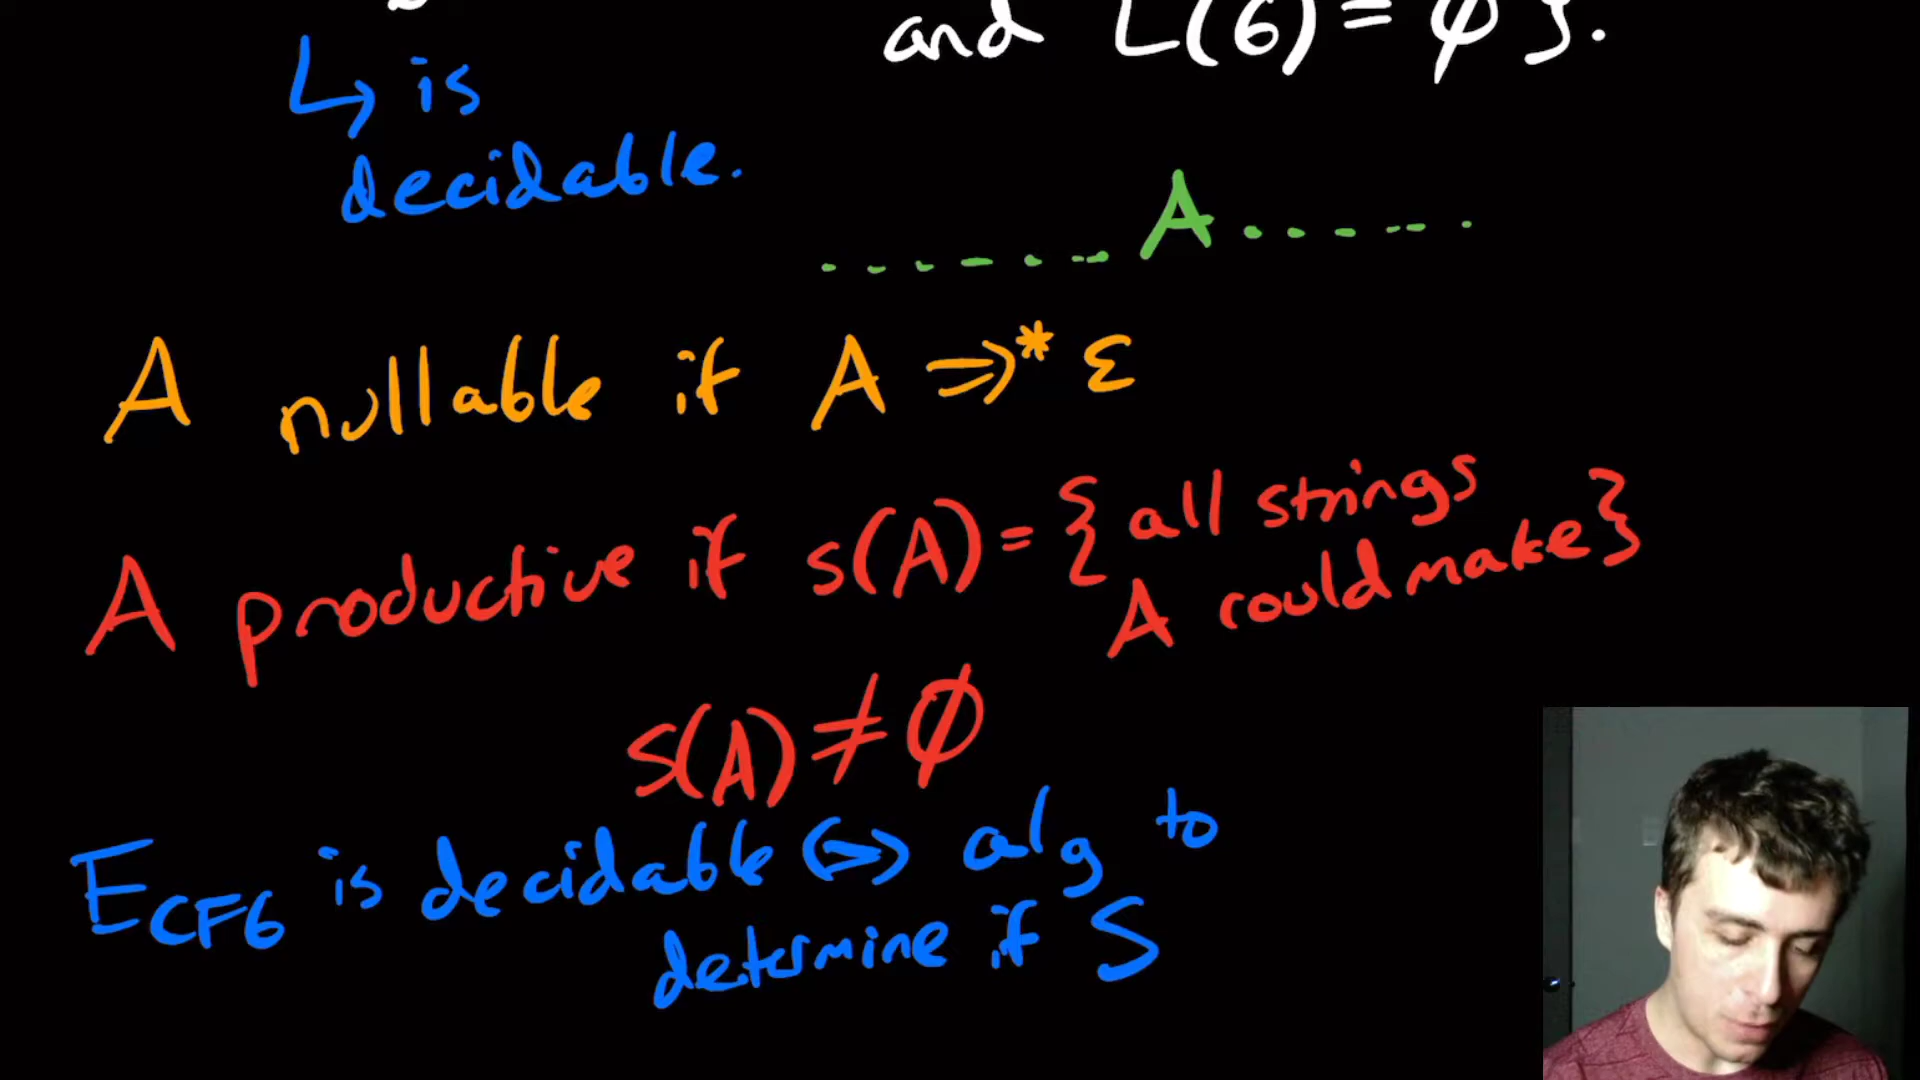 and L(G) = ∅ }.
↳ is
decidable.
------ A ------
A nullable if A ⇒* ε
A productive if s(A) = { all strings
A could make }
s(A) ≠ ∅
E_CFG is decidable ↔ alg to
determine if S